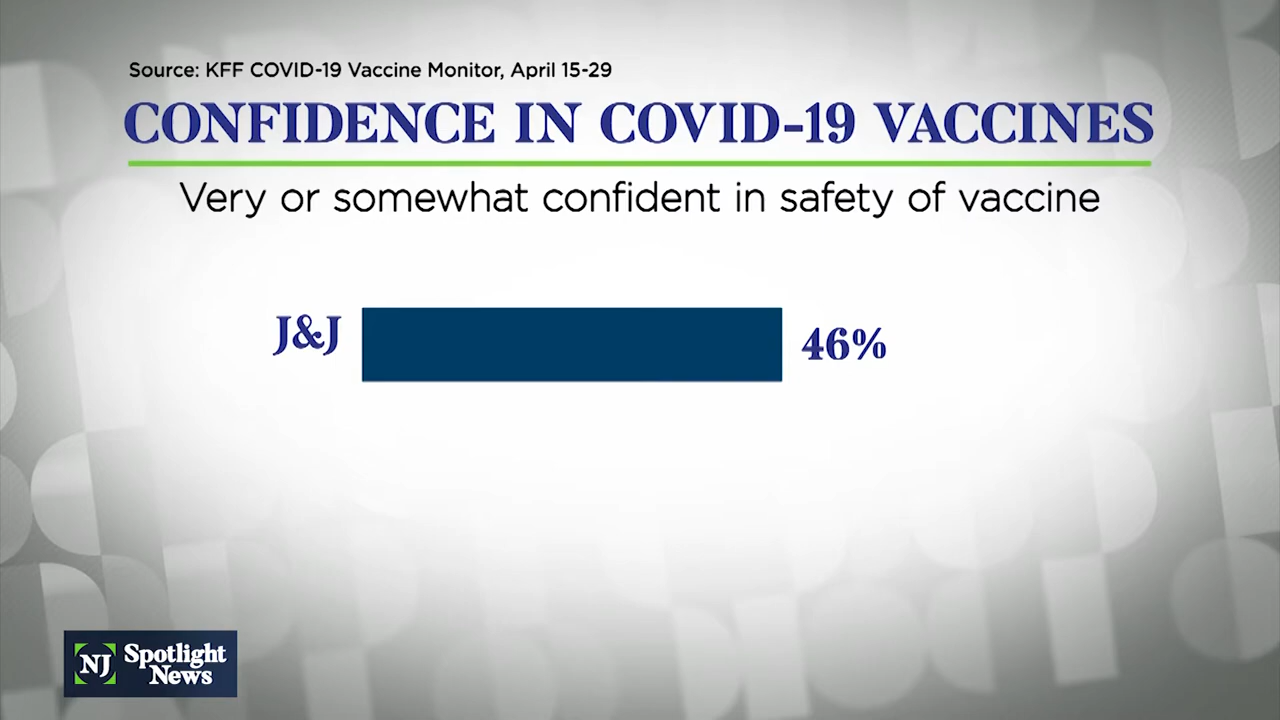 Source: KFF COVID-19 Vaccine Monitor, April 15-29
CONFIDENCE IN COVID-19 VACCINES
Very or somewhat confident in safety of vaccine
J&J 46%
NJ Spotlight
News